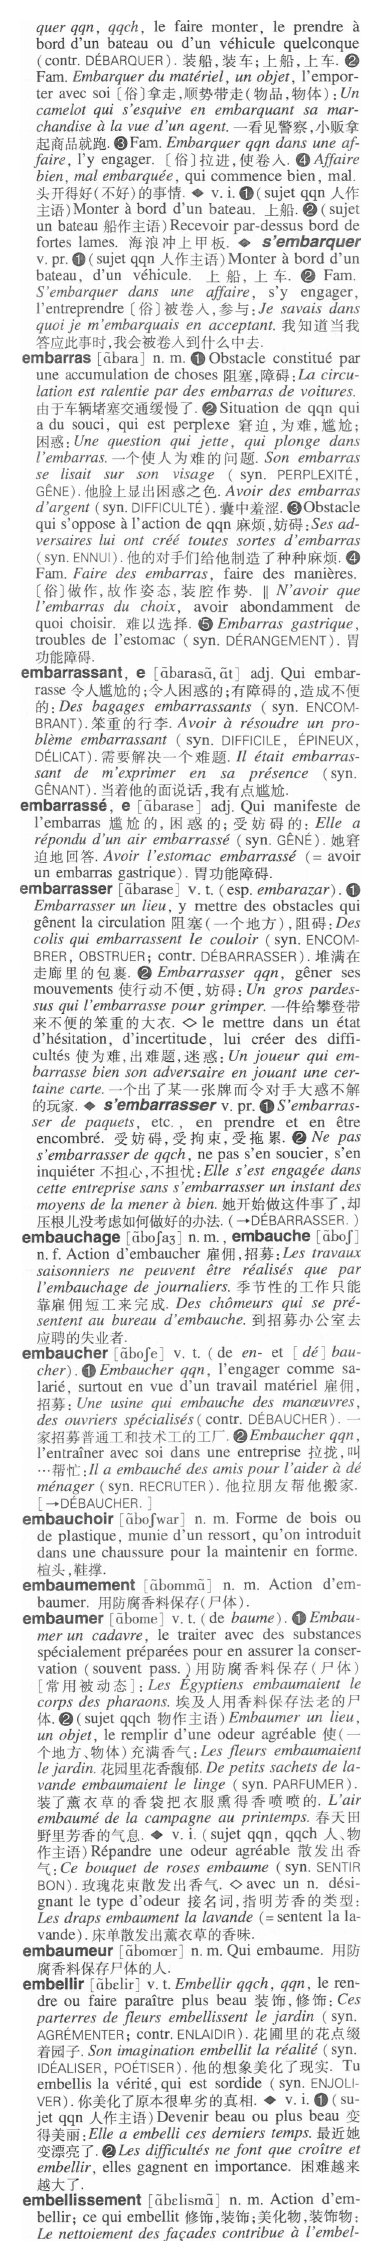 quer qqn, qqch, le faire monter, le prendre à
bord d'un bateau ou d'un véhicule quelconque
(contr. DÉBARQUER). 装船,装车;上船,上车. ❷
Fam. Embarquer du matériel, un objet, l'empor-
ter avec soi [俗]拿走,顺势带走(物品,物体):Un
camelot qui s'esquive en embarquant sa mar-
chandise à la vue d'un agent. 一看见警察,小贩拿
起商品就跑. ❸ Fam. Embarquer qqn dans une af-
faire, l'y engager. [俗]拉进,使卷入. ❹ Affaire
bien, mal embarquée, qui commence bien, mal.
头开得好(不好)的事情. ◆ v. i. ❶ (sujet qqn 人作
主语) Monter à bord d'un bateau. 上船. ❷ (sujet
un bateau 船作主语) Recevoir par-dessus bord de
fortes lames. 海浪冲上甲板. ◆ s'embarquer
v. pr. ❶ (sujet qqn 人作主语) Monter à bord d'un
bateau, d'un véhicule. 上船,上车. ❷ Fam.
S'embarquer dans une affaire, s'y engager,
l'entreprendre [俗]被卷入,参与:Je savais dans
quoi je m'embarquais en acceptant. 我知道当我
答应此事时,我会被卷入到什么中去.
embarras [ɑ̃bara] n. m. ❶ Obstacle constitué par
une accumulation de choses 阻塞,障碍:La circu-
lation est ralentie par des embarras de voitures.
由于车辆堵塞交通缓慢了. ❷ Situation de qqn qui
a du souci, qui est perplexe 窘迫,为难,尴尬;
困惑:Une question qui jette, qui plonge dans
l'embarras. 一个使人为难的问题. Son embarras
se lisait sur son visage (syn. PERPLEXITÉ,
GÊNE). 他脸上显出困惑之色. Avoir des embarras
d'argent (syn. DIFFICULTÉ). 囊中羞涩. ❸ Obstacle
qui s'oppose à l'action de qqn 麻烦,妨碍:Ses ad-
versaires lui ont créé toutes sortes d'embarras
(syn. ENNUI). 他的对手们给他制造了种种麻烦. ❹
Fam. Faire des embarras, faire des manières.
[俗]做作,故作姿态,装腔作势. ‖ N'avoir que
l'embarras du choix, avoir abondamment de
quoi choisir. 难以选择. ❺ Embarras gastrique,
troubles de l'estomac (syn. DÉRANGEMENT). 胃
功能障碍.
embarrassant, e [ɑ̃barasɑ̃, ɑ̃t] adj. Qui embar-
rasse 令人尴尬的;令人困惑的;有障碍的,造成不便
的:Des bagages embarrassants (syn. ENCOM-
BRANT). 笨重的行李. Avoir à résoudre un pro-
blème embarrassant (syn. DIFFICILE, ÉPINEUX,
DÉLICAT). 需要解决一个难题. Il était embarras-
sant de m'exprimer en sa présence (syn.
GÊNANT). 当着他的面说话,我有点尴尬.
embarrassé, e [ɑ̃barase] adj. Qui manifeste de
l'embarras 尴尬的,困惑的;受妨碍的:Elle a
répondu d'un air embarrassé (syn. GÊNÉ). 她窘
迫地回答. Avoir l'estomac embarrassé (= avoir
un embarras gastrique). 胃功能障碍.
embarrasser [ɑ̃barase] v. t. (esp. embarazar). ❶
Embarrasser un lieu, y mettre des obstacles qui
gênent la circulation 阻塞(一个地方),阻碍:Des
colis qui embarrassent le couloir (syn. ENCOM-
BRER, OBSTRUER; contr. DÉBARRASSER). 堆满在
走廊里的包裹. ❷ Embarrasser qqn, gêner ses
mouvements 使行动不便,妨碍:Un gros pardes-
sus qui l'embarrasse pour grimper. 一件给攀登带
来不便的笨重的大衣. ◇ le mettre dans un état
d'hésitation, d'incertitude, lui créer des diffi-
cultés 使为难,出难题,迷惑:Un joueur qui em-
barrasse bien son adversaire en jouant une cer-
taine carte. 一个出了某一张牌而令对手大惑不解
的玩家. ◆ s'embarrasser v. pr. ❶ S'embarras-
ser de paquets, etc., en prendre et en être
encombré. 受妨碍,受拘束,受拖累. ❷ Ne pas
s'embarrasser de qqch, ne pas s'en soucier, s'en
inquiéter 不担心,不担忧:Elle s'est engagée dans
cette entreprise sans s'embarrasser un instant des
moyens de la mener à bien. 她开始做这件事了,却
压根儿没考虑如何做好的办法. (→DÉBARRASSER.)
embauchage [ɑ̃boʃaʒ] n. m., embauche [ɑ̃boʃ]
n. f. Action d'embaucher 雇佣,招募:Les travaux
saisonniers ne peuvent être réalisés que par
l'embauchage de journaliers. 季节性的工作只能
靠雇佣短工来完成. Des chômeurs qui se pré-
sentent au bureau d'embauche. 到招募办公室去
应聘的失业者.
embaucher [ɑ̃boʃe] v. t. (de en- et [dé] bau-
cher). ❶ Embaucher qqn, l'engager comme sa-
larié, surtout en vue d'un travail matériel 雇佣,
招募:Une usine qui embauche des manœuvres,
des ouvriers spécialisés (contr. DÉBAUCHER). 一
家招募普通工和技术工的工厂. ❷ Embaucher qqn,
l'entraîner avec soi dans une entreprise 拉拢,叫
…帮忙:Il a embauché des amis pour l'aider à dé
ménager (syn. RECRUTER). 他拉朋友帮他搬家.
[→DÉBAUCHER.]
embauchoir [ɑ̃boʃwar] n. m. Forme de bois ou
de plastique, munie d'un ressort, qu'on introduit
dans une chaussure pour la maintenir en forme.
楦头,鞋撑.
embaumement [ɑ̃bommɑ̃] n. m. Action d'em-
baumer. 用防腐香料保存(尸体).
embaumer [ɑ̃bome] v. t. (de baume). ❶ Embau-
mer un cadavre, le traiter avec des substances
spécialement préparées pour en assurer la conser-
vation (souvent pass.) 用防腐香料保存(尸体)
[常用被动态]:Les Égyptiens embaumaient le
corps des pharaons. 埃及人用香料保存法老的尸
体. ❷ (sujet qqch 物作主语) Embaumer un lieu,
un objet, le remplir d'une odeur agréable 使(一
个地方、物体)充满香气:Les fleurs embaumaient
le jardin. 花园里花香馥郁. De petits sachets de la-
vande embaumaient le linge (syn. PARFUMER).
装了薰衣草的香袋把衣服熏得香喷喷的. L'air
embaumé de la campagne au printemps. 春天田
野里芳香的气息. ◆ v. i. (sujet qqn, qqch 人、物
作主语) Répandre une odeur agréable 散发出香
气:Ce bouquet de roses embaume (syn. SENTIR
BON). 玫瑰花束散发出香气. ◇ avec un n. dési-
gnant le type d'odeur 接名词,指明芳香的类型:
Les draps embaument la lavande (= sentent la la-
vande). 床单散发出薰衣草的香味.
embaumeur [ɑ̃bomœr] n. m. Qui embaume. 用防
腐香料保存尸体的人.
embellir [ɑ̃bɛlir] v. t. Embellir qqch, qqn, le ren-
dre ou faire paraître plus beau 装饰,修饰:Ces
parterres de fleurs embellissent le jardin (syn.
AGRÉMENTER; contr. ENLAIDIR). 花圃里的花点缀
着园子. Son imagination embellit la réalité (syn.
IDÉALISER, POÉTISER). 他的想象美化了现实. Tu
embellis la vérité, qui est sordide (syn. ENJOLI-
VER). 你美化了原本很卑劣的真相. ◆ v. i. ❶ (su-
jet qqn 人作主语) Devenir beau ou plus beau 变
得美丽:Elle a embelli ces derniers temps. 最近她
变漂亮了. ❷ Les difficultés ne font que croître et
embellir, elles gagnent en importance. 困难越来
越大了.
embellissement [ɑ̃bɛlismɑ̃] n. m. Action d'em-
bellir; ce qui embellit 修饰,装饰;美化物,装饰物:
Le nettoiement des façades contribue à l'embel-